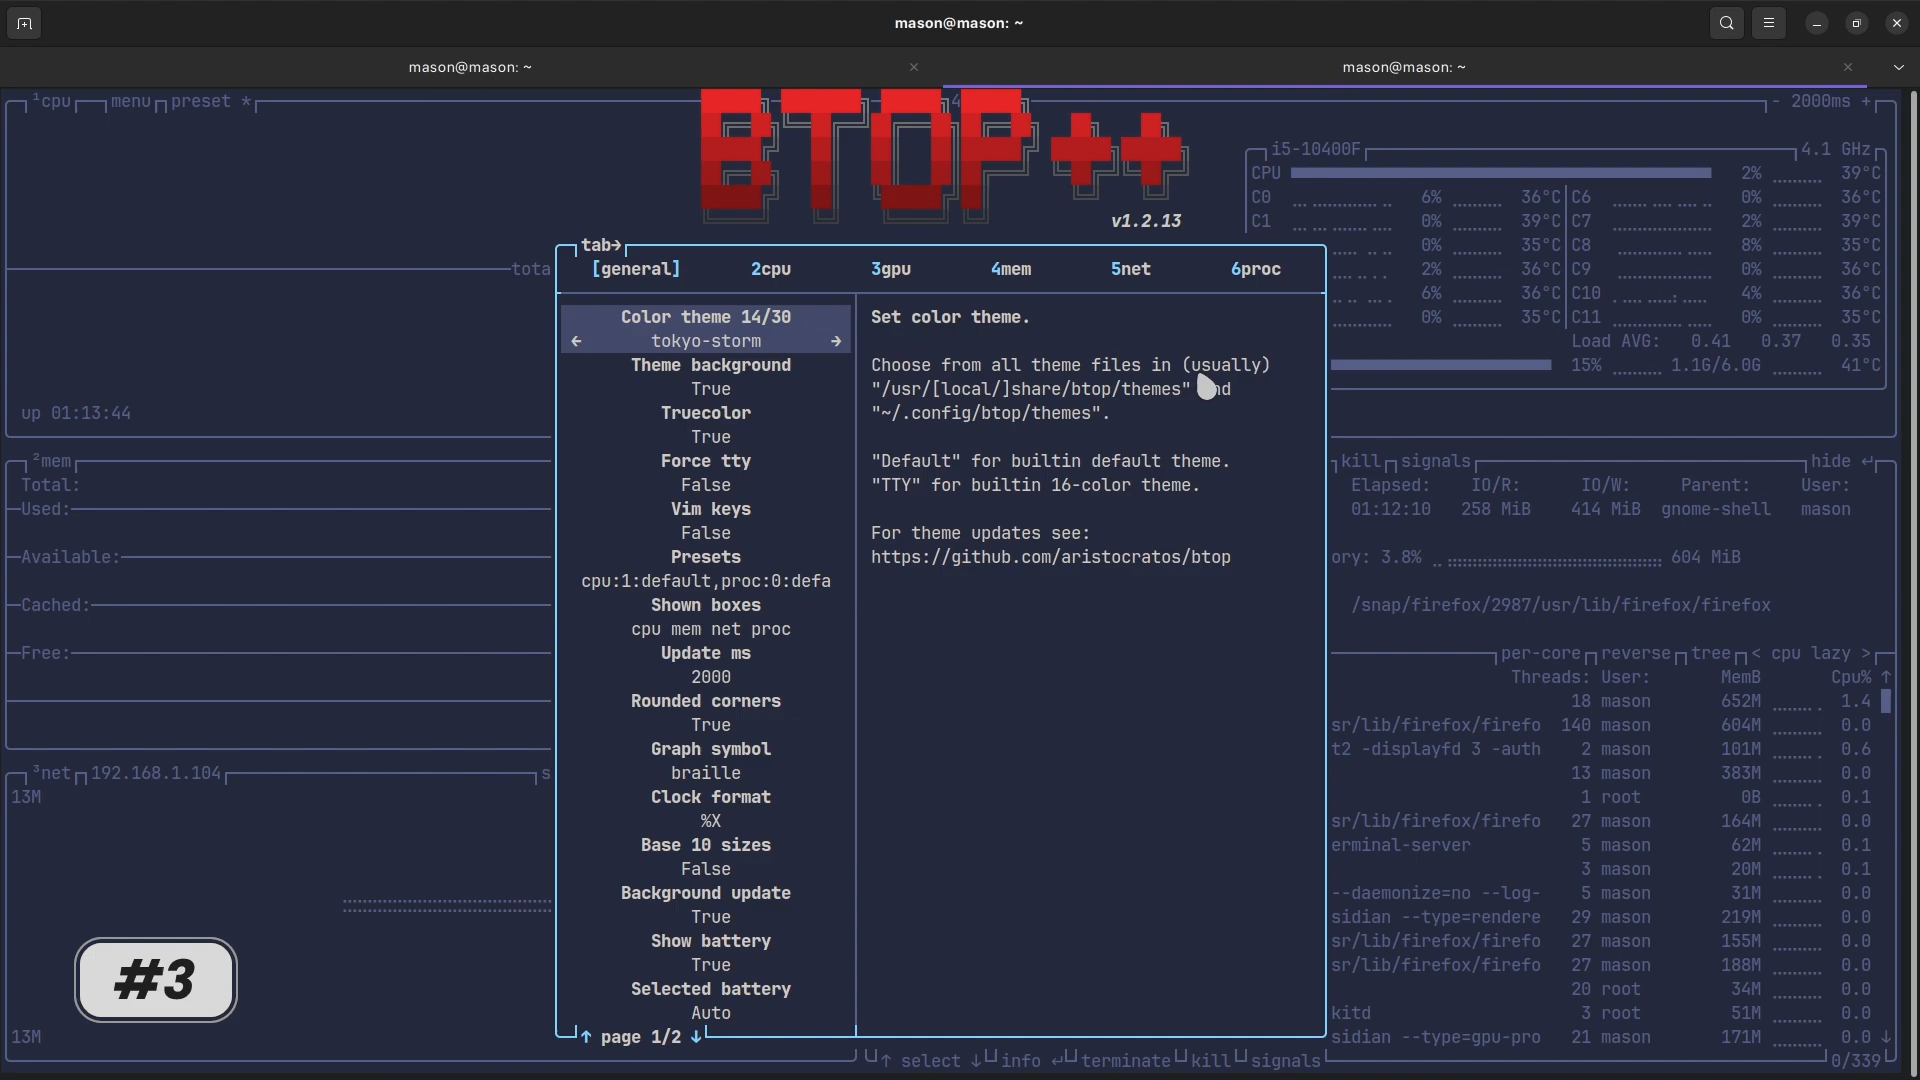 mason@mason: ~
mason@mason: ~
mason@mason: ~
¹cpu menu preset * 4 - 2000ms +
BTOP++
v1.2.13
i5-10400F 4.1 GHz
CPU 2% 39°C
C0 6% 36°C C6 0% 36°C
C1 0% 39°C C7 2% 39°C
0% 35°C C8 8% 35°C
2% 36°C C9 0% 36°C
6% 36°C C10 4% 36°C
0% 35°C C11 0% 35°C
Load AVG: 0.41 0.37 0.35
15% 1.1G/6.0G 41°C
tota
up 01:13:44
tab→
[general] 2cpu 3gpu 4mem 5net 6proc
Color theme 14/30
← tokyo-storm →
Theme background
True
Truecolor
True
Force tty
False
Vim keys
False
Presets
cpu:1:default,proc:0:defa
Shown boxes
cpu mem net proc
Update ms
2000
Rounded corners
True
Graph symbol
braille
Clock format
%X
Base 10 sizes
False
Background update
True
Show battery
True
Selected battery
Auto
↑ page 1/2 ↓
Set color theme.
Choose from all theme files in (usually)
"/usr/[local/]share/btop/themes" and
"~/.config/btop/themes".
"Default" for builtin default theme.
"TTY" for builtin 16-color theme.
For theme updates see:
https://github.com/aristocratos/btop
²mem
Total:
Used:
Available:
Cached:
Free:
³net 192.168.1.104 s
13M
13M
#3
kill signals hide ↵
Elapsed: IO/R: IO/W: Parent: User:
01:12:10 258 MiB 414 MiB gnome-shell mason
ory: 3.8% 604 MiB
/snap/firefox/2987/usr/lib/firefox/firefox
per-core reverse tree < cpu lazy >
Threads: User: MemB Cpu% ↑
18 mason 652M 1.4
sr/lib/firefox/firefo 140 mason 604M 0.0
t2 -displayfd 3 -auth 2 mason 101M 0.6
13 mason 383M 0.0
1 root 0B 0.1
sr/lib/firefox/firefo 27 mason 164M 0.0
erminal-server 5 mason 62M 0.1
3 mason 20M 0.1
--daemonize=no --log- 5 mason 31M 0.0
sidian --type=rendere 29 mason 219M 0.0
sr/lib/firefox/firefo 27 mason 155M 0.0
sr/lib/firefox/firefo 27 mason 188M 0.0
20 root 34M 0.0
kitd 3 root 51M 0.0
sidian --type=gpu-pro 21 mason 171M 0.0 ↓
↑ select ↓ info ↵ terminate kill signals 0/339